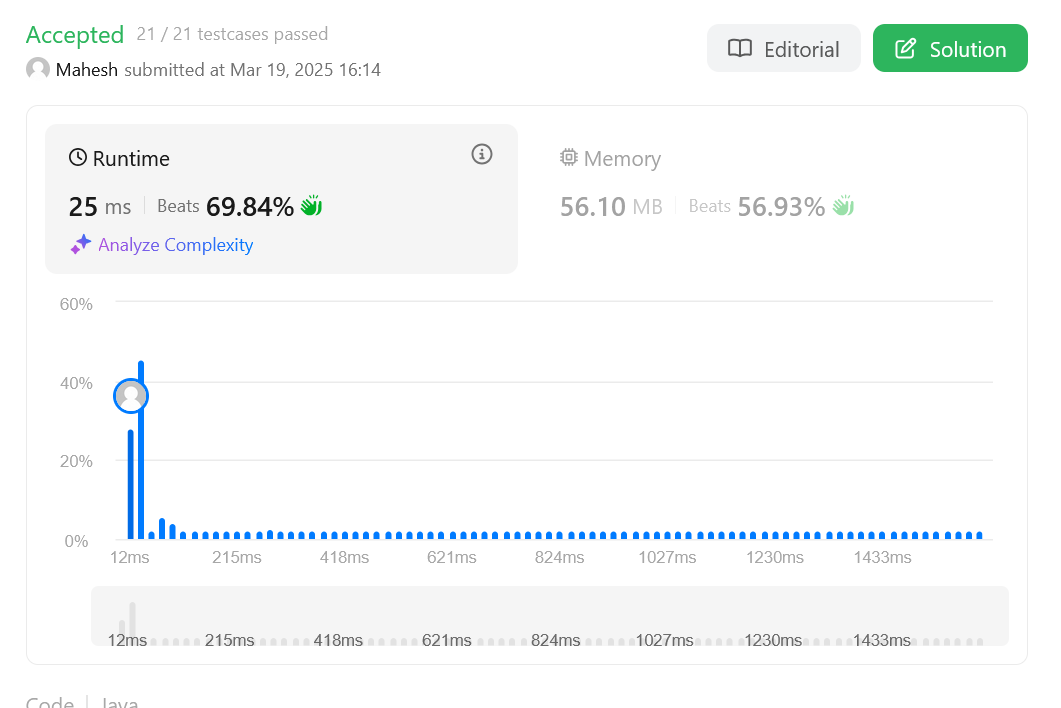 Accepted 21 / 21 testcases passed
Editorial
Solution
Mahesh submitted at Mar 19, 2025 16:14
Runtime
25 ms Beats 69.84%
Analyze Complexity
Memory
56.10 MB Beats 56.93%
60%
40%
20%
0%
12ms 215ms 418ms 621ms 824ms 1027ms 1230ms 1433ms
12ms 215ms 418ms 621ms 824ms 1027ms 1230ms 1433ms
Code Java